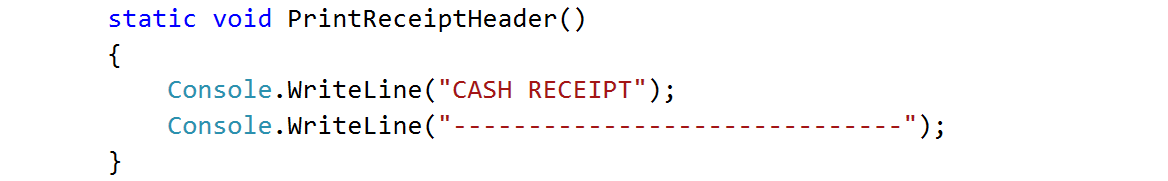 static void PrintReceiptHeader()
{
    Console.WriteLine("CASH RECEIPT");
    Console.WriteLine("------------------------------");
}